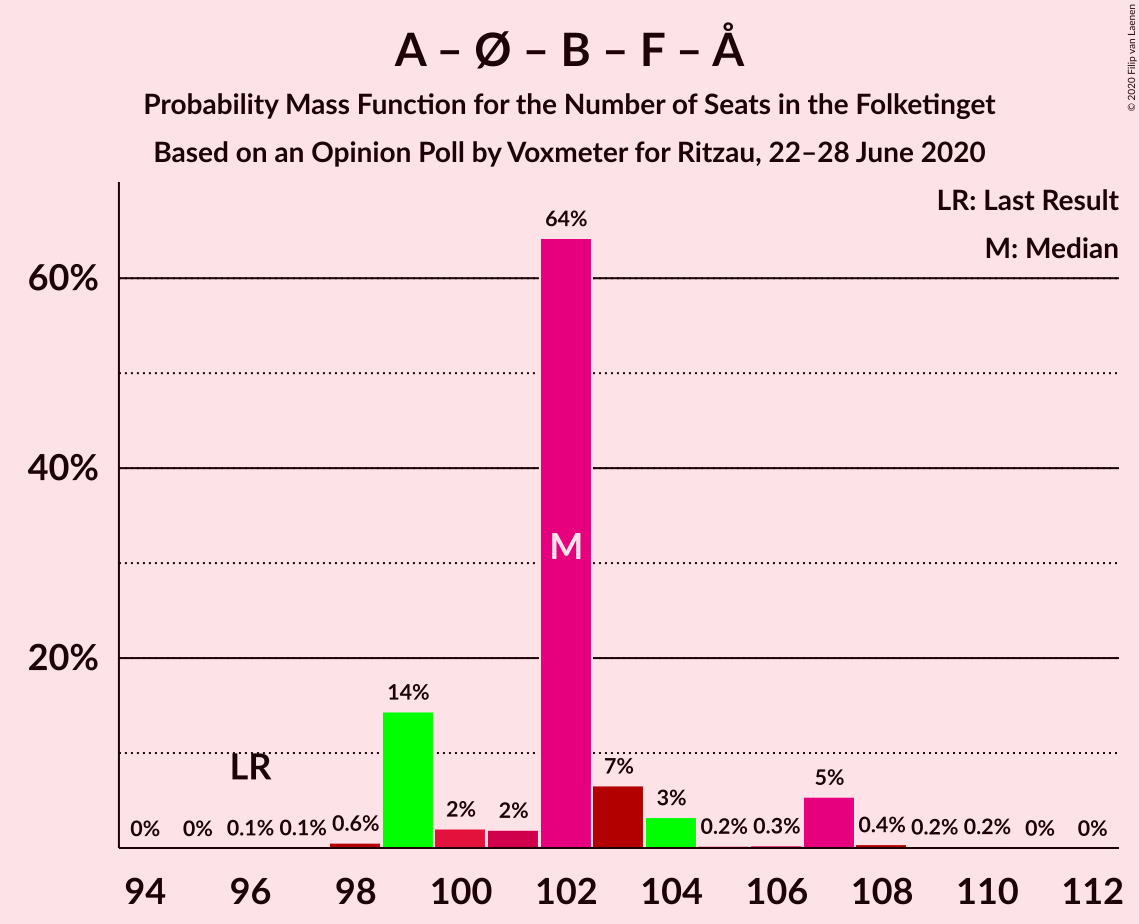 A – Ø – B – F – Å
Probability Mass Function for the Number of Seats in the Folketinget
Based on an Opinion Poll by Voxmeter for Ritzau, 22–28 June 2020
© 2020 Filip van Laenen
LR: Last Result
M: Median
64%
60%
40%
M
20%
14%
LR
7%
5%
3%
2%
2%
0%
0%
0.1%
0.1%
0.6%
0.2%
0.3%
0.4%
0.2%
0.2%
0%
0%
94 96 98 100 102 104 106 108 110 112